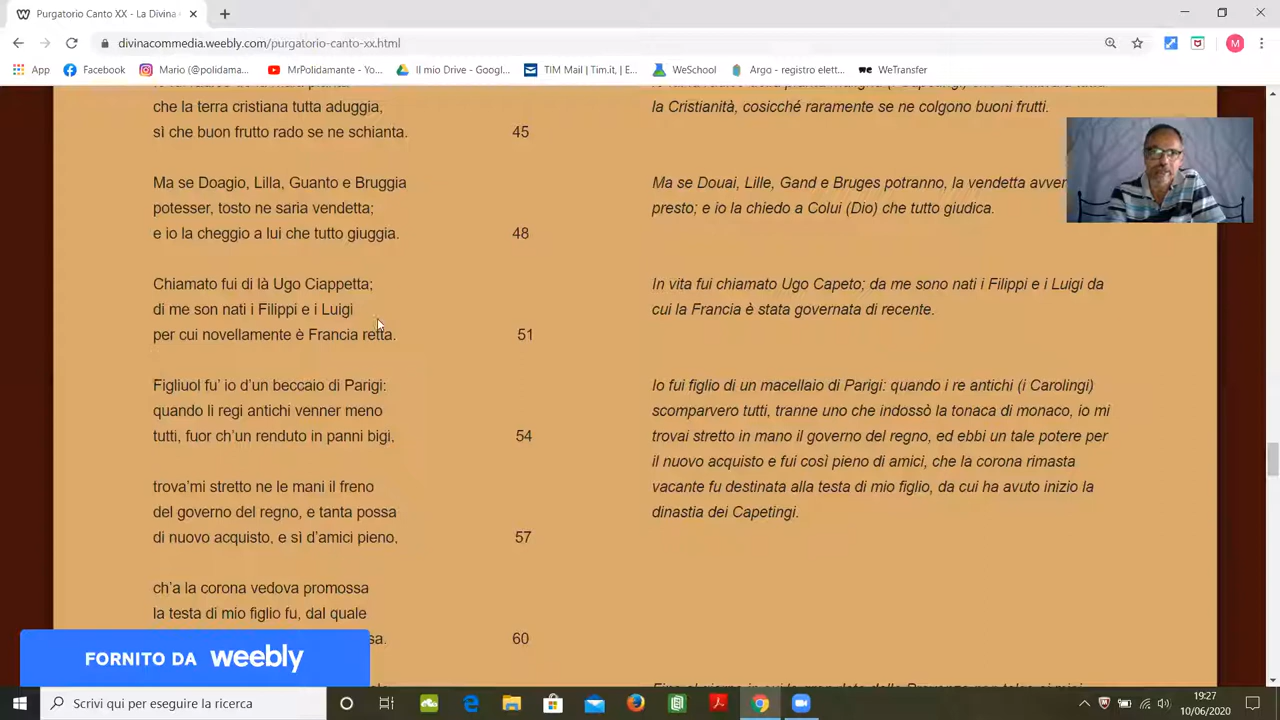 Purgatorio Canto XX - La Divina
divinacommedia.weebly.com/purgatorio-canto-xx.html
M
App Facebook Mario (@polidama... MrPolidamante - Yo... Il mio Drive - Googl... TIM Mail | Tim.it, | E... WeSchool Argo - registro elett... WeTransfer
che la terra cristiana tutta aduggia,
sì che buon frutto rado se ne schianta.
45
Ma se Doagio, Lilla, Guanto e Bruggia
potesser, tosto ne saria vendetta;
e io la cheggio a lui che tutto giuggia.
48
Chiamato fui di là Ugo Ciappetta;
di me son nati i Filippi e i Luigi
per cui novellamente è Francia retta.
51
Figliuol fu' io d'un beccaio di Parigi:
quando li regi antichi venner meno
tutti, fuor ch'un renduto in panni bigi,
54
trova'mi stretto ne le mani il freno
del governo del regno, e tanta possa
di nuovo acquisto, e sì d'amici pieno,
57
ch'a la corona vedova promossa
la testa di mio figlio fu, dal quale
sa.
60
la Cristianità, cosicché raramente se ne colgono buoni frutti.
Ma se Douai, Lille, Gand e Bruges potranno, la vendetta avver
presto; e io la chiedo a Colui (Dio) che tutto giudica.
In vita fui chiamato Ugo Capeto; da me sono nati i Filippi e i Luigi da
cui la Francia è stata governata di recente.
Io fui figlio di un macellaio di Parigi: quando i re antichi (i Carolingi)
scomparvero tutti, tranne uno che indossò la tonaca di monaco, io mi
trovai stretto in mano il governo del regno, ed ebbi un tale potere per
il nuovo acquisto e fui così pieno di amici, che la corona rimasta
vacante fu destinata alla testa di mio figlio, da cui ha avuto inizio la
dinastia dei Capetingi.
FORNITO DA weebly
Scrivi qui per eseguire la ricerca
19:27
10/06/2020